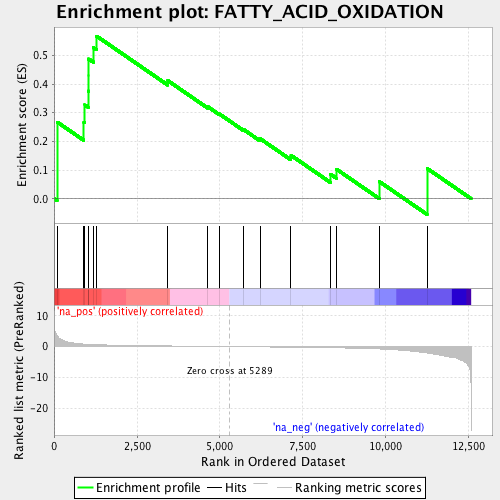 Enrichment plot: FATTY_ACID_OXIDATION
Enrichment score (ES)
0.5
0.4
0.3
0.2
0.1
0.0
'na_pos' (positively correlated)
Ranked list metric (PreRanked)
10
5
0
-5
-10
-15
-20
Zero cross at 5289
'na_neg' (negatively correlated)
0
2,500
5,000
7,500
10,000
12,500
Rank in Ordered Dataset
Enrichment profile
Hits
Ranking metric scores